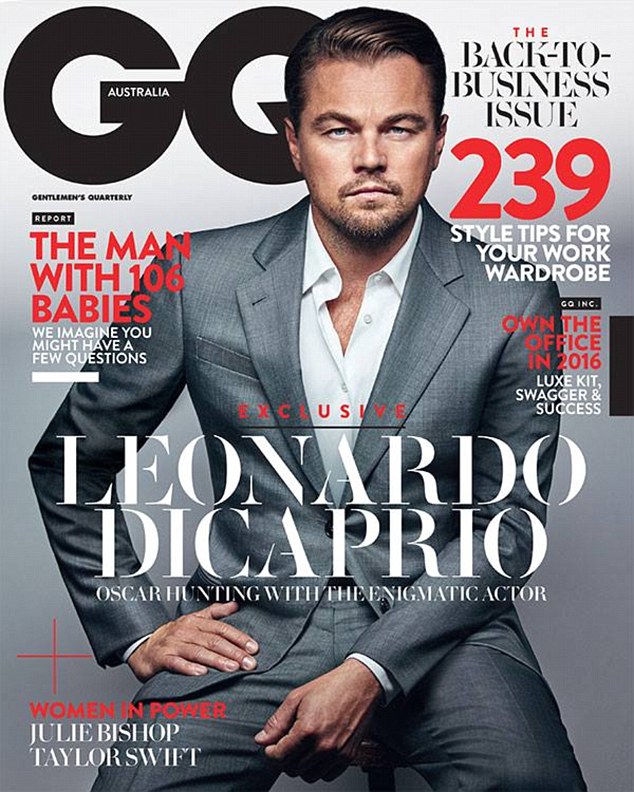 GQ
AUSTRALIA
GENTLEMEN'S QUARTERLY
THE
BACK-TO-
BUSINESS
ISSUE
239
STYLE TIPS FOR
YOUR WORK
WARDROBE
REPORT
THE MAN
WITH 106
BABIES
WE IMAGINE YOU
MIGHT HAVE A
FEW QUESTIONS
GQ INC.
OWN THE
OFFICE
IN 2016
LUXE KIT,
SWAGGER &
SUCCESS
EXCLUSIVE
LEONARDO
DICAPRIO
OSCAR HUNTING WITH THE ENIGMATIC ACTOR
WOMEN IN POWER
JULIE BISHOP
TAYLOR SWIFT